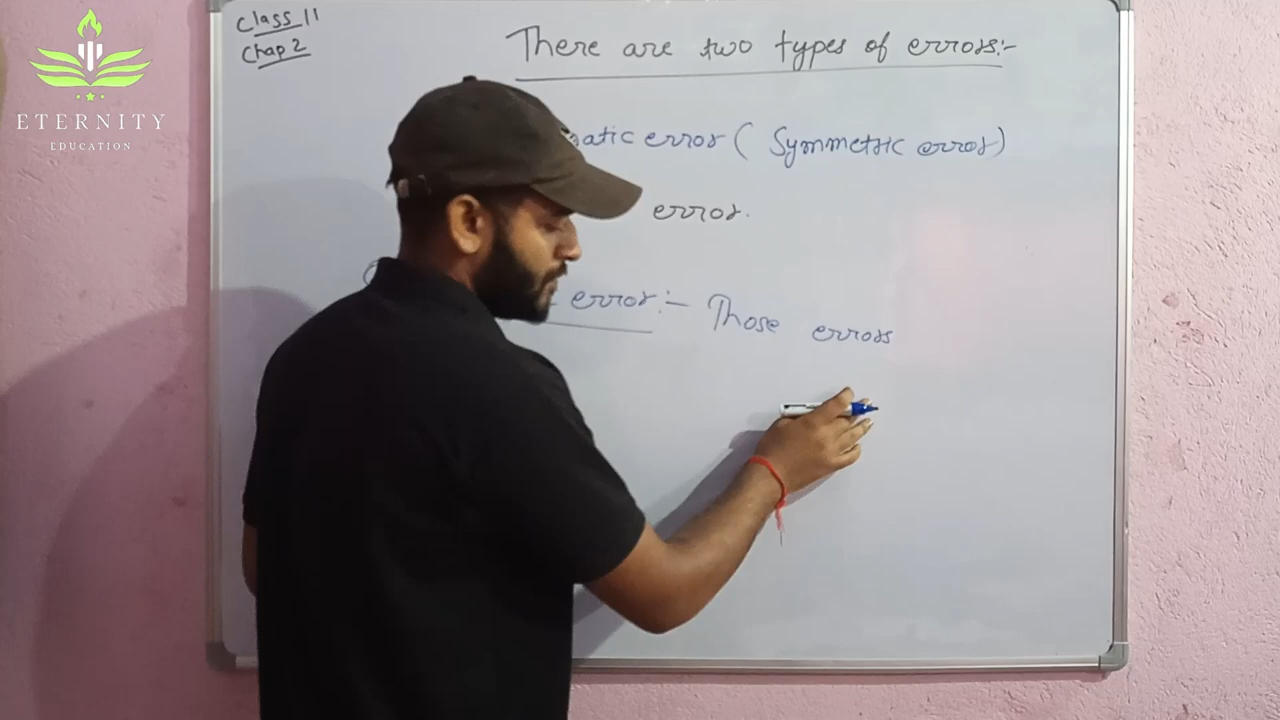 ETERNITY
EDUCATION
Class 11
Chap 2
There are two types of errors:-
matic error ( Symmetric error)
error.
error:- Those errors